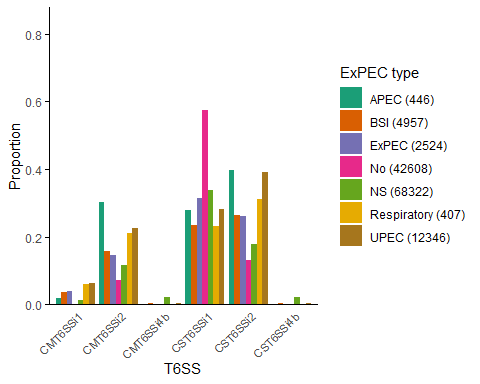 0.8
0.6
0.4
0.2
0.0
Proportion
CMT6SSi1
CMT6SSi2
CMT6SSi4b
CST6SSi1
CST6SSi2
CST6SSi4b
T6SS
ExPEC type
APEC (446)
BSI (4957)
ExPEC (2524)
No (42608)
NS (68322)
Respiratory (407)
UPEC (12346)